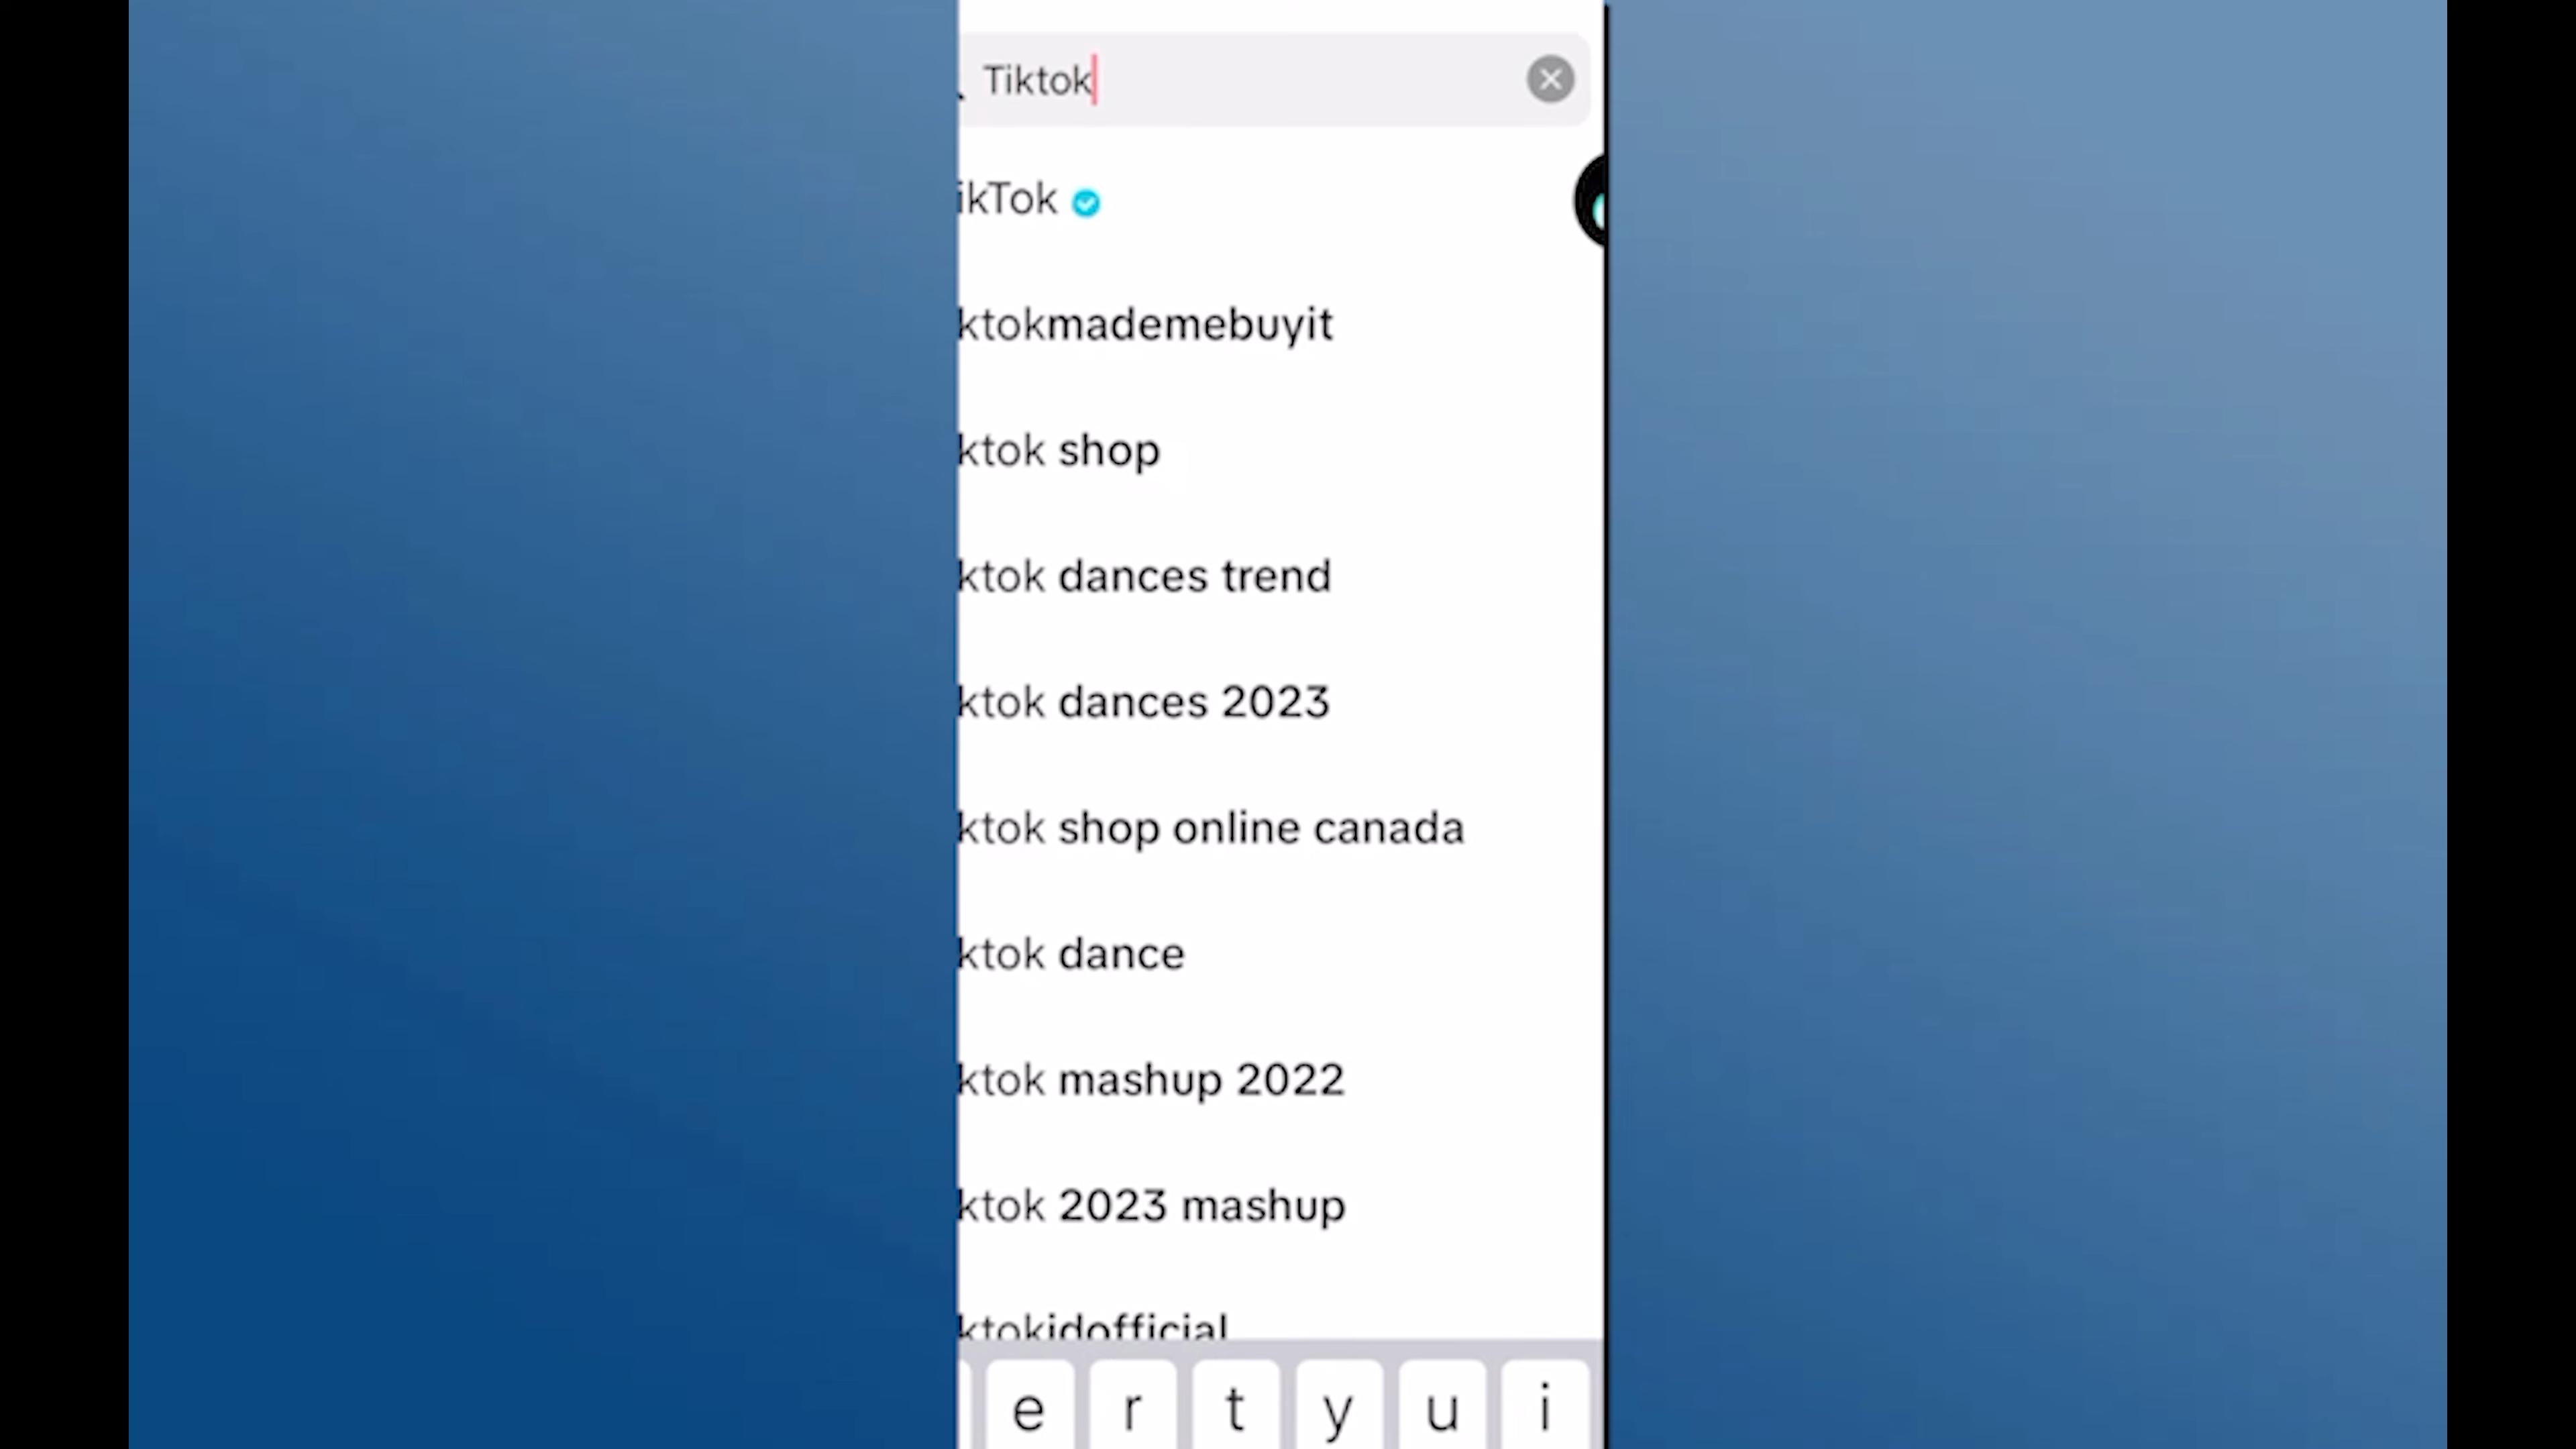 Tiktok
ikTok
ktokmademebuyit
ktok shop
ktok dances trend
ktok dances 2023
ktok shop online canada
ktok dance
ktok mashup 2022
ktok 2023 mashup
ktokidofficial
e r t y u i